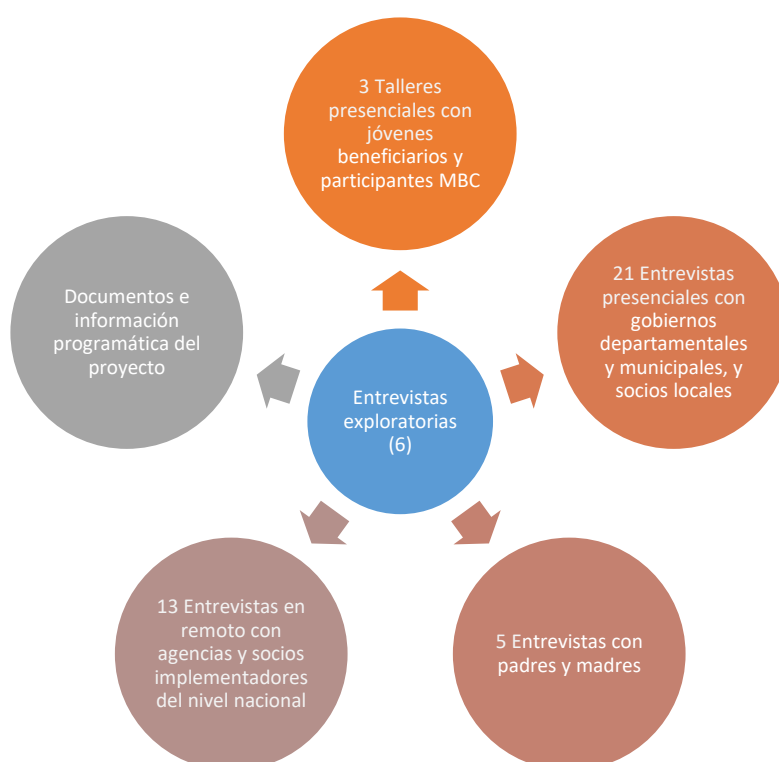 3 Talleres
presenciales con
jóvenes
beneficiarios y
participantes MBC
21 Entrevistas
presenciales con
gobiernos
departamentales
y municipales, y
socios locales
5 Entrevistas con
padres y madres
13 Entrevistas en
remoto con
agencias y socios
implementadores
del nivel nacional
Documentos e
información
programática del
proyecto
Entrevistas
exploratorias
(6)